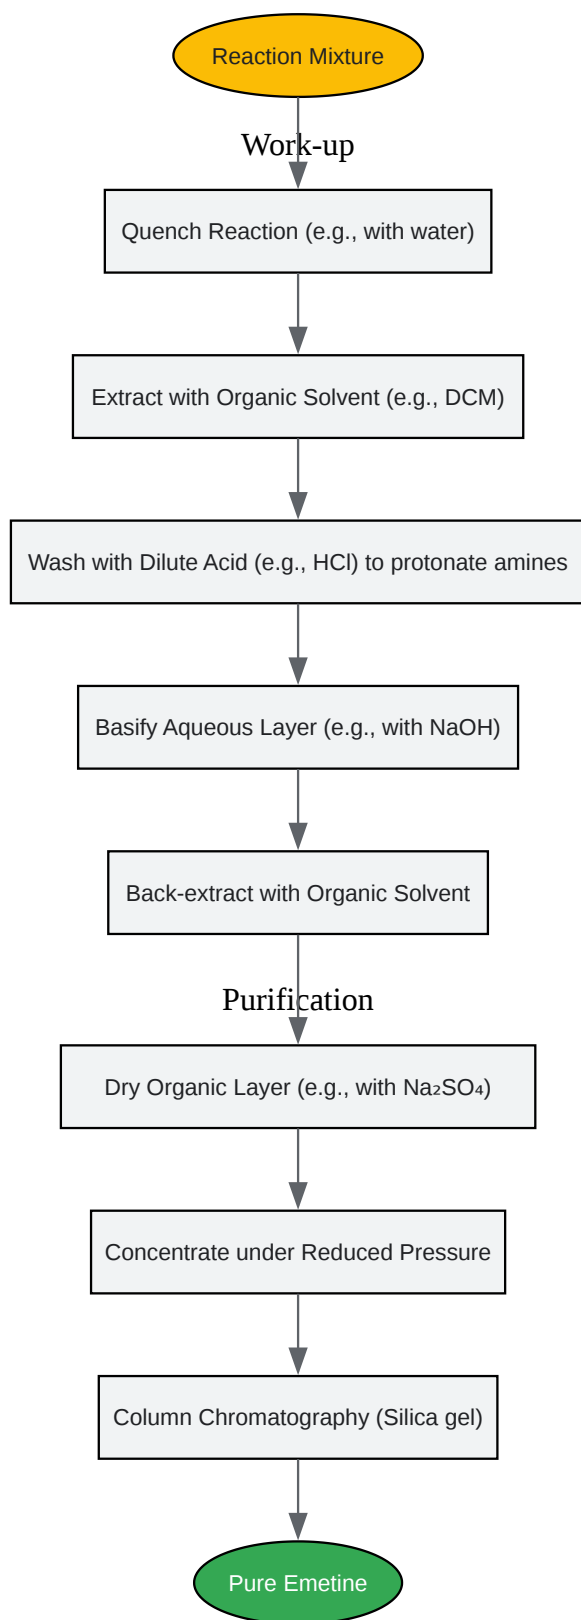 Reaction Mixture
Work-up
Quench Reaction (e.g., with water)
Extract with Organic Solvent (e.g., DCM)
Wash with Dilute Acid (e.g., HCl) to protonate amines
Basify Aqueous Layer (e.g., with NaOH)
Back-extract with Organic Solvent
Purification
Dry Organic Layer (e.g., with Na₂SO₄)
Concentrate under Reduced Pressure
Column Chromatography (Silica gel)
Pure Emetine